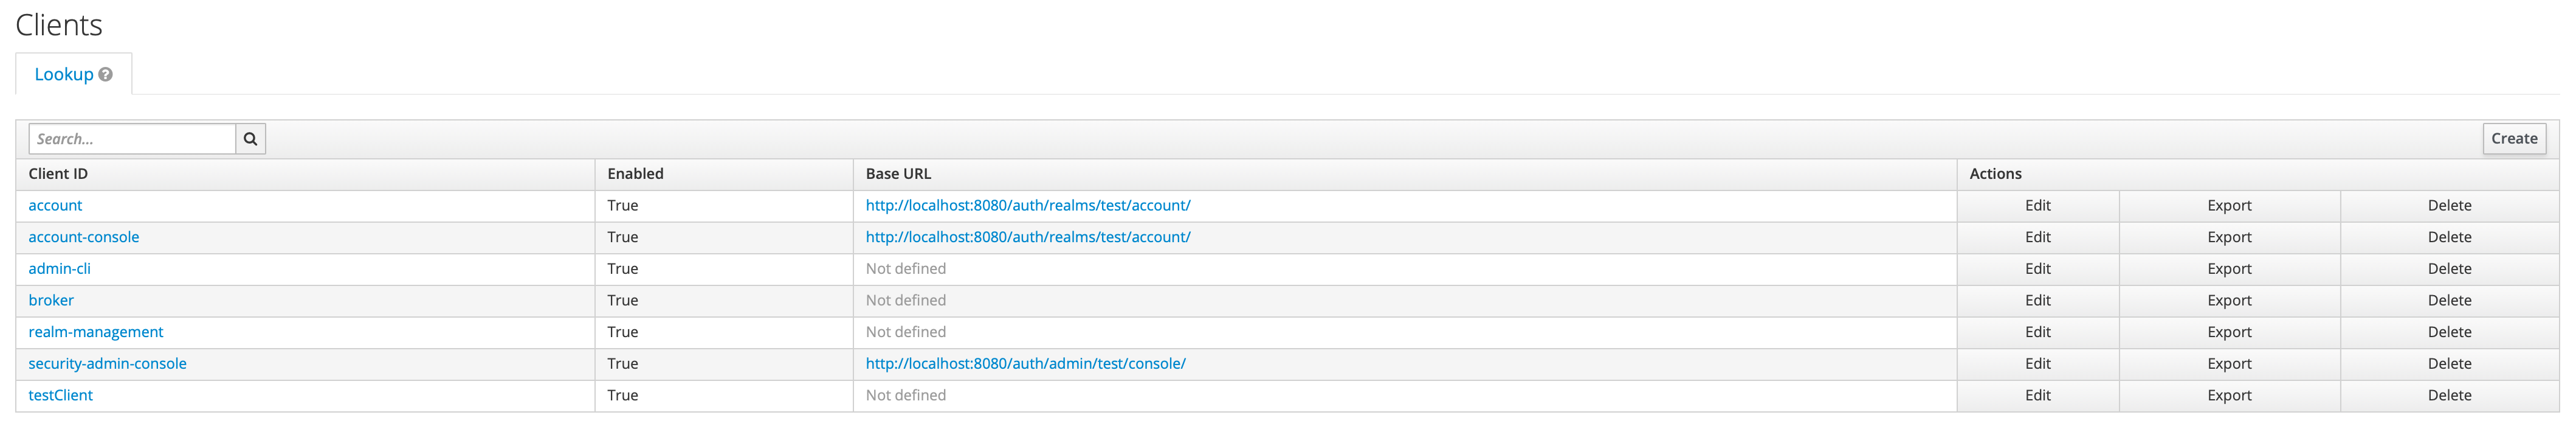 Clients
Lookup
Search...
Create
Client ID Enabled Base URL Actions
account True http://localhost:8080/auth/realms/test/account/ Edit Export Delete
account-console True http://localhost:8080/auth/realms/test/account/ Edit Export Delete
admin-cli True Not defined Edit Export Delete
broker True Not defined Edit Export Delete
realm-management True Not defined Edit Export Delete
security-admin-console True http://localhost:8080/auth/admin/test/console/ Edit Export Delete
testClient True Not defined Edit Export Delete